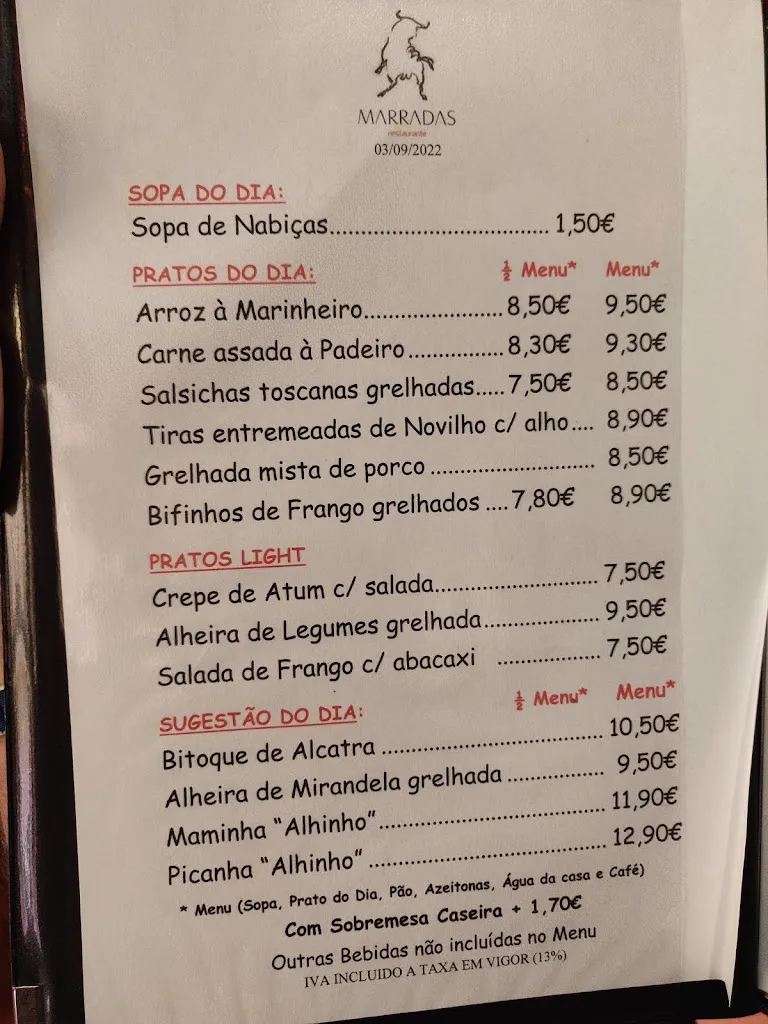 MARRADAS
restaurante
03/09/2022
SOPA DO DIA:
Sopa de Nabiças.................................. 1,50€
PRATOS DO DIA: ½ Menu* Menu*
Arroz à Marinheiro......................8,50€ 9,50€
Carne assada à Padeiro...............8,30€ 9,30€
Salsichas toscanas grelhadas.....7,50€ 8,50€
Tiras entremeadas de Novilho c/ alho.... 8,90€
Grelhada mista de porco .......................... 8,50€
Bifinhos de Frango grelhados ....7,80€ 8,90€
PRATOS LIGHT
Crepe de Atum c/ salada.......................... 7,50€
Alheira de Legumes grelhada.................. 9,50€
Salada de Frango c/ abacaxi ................ 7,50€
SUGESTÃO DO DIA: ½ Menu* Menu*
Bitoque de Alcatra .................................. 10,50€
Alheira de Mirandela grelhada ............... 9,50€
Maminha "Alhinho"................................... 11,90€
Picanha "Alhinho" ..................................... 12,90€
* Menu (Sopa, Prato do Dia, Pão, Azeitonas, Água da casa e Café)
Com Sobremesa Caseira + 1,70€
Outras Bebidas não incluídas no Menu
IVA INCLUIDO A TAXA EM VIGOR (13%)